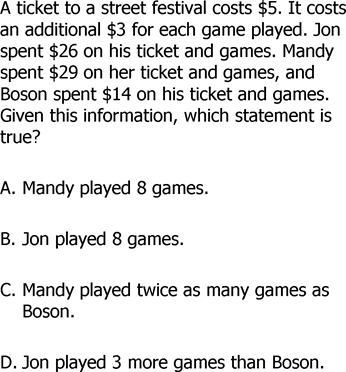 A ticket to a street festival costs $5. It costs
an additional $3 for each game played. Jon
spent $26 on his ticket and games. Mandy
spent $29 on her ticket and games, and
Boson spent $14 on his ticket and games.
Given this information, which statement is
true?
A. Mandy played 8 games.
B. Jon played 8 games.
C. Mandy played twice as many games as
Boson.
D. Jon played 3 more games than Boson.